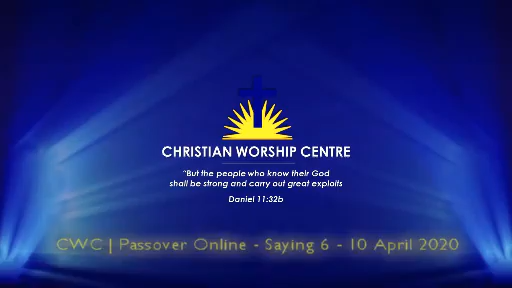 CHRISTIAN WORSHIP CENTRE
"But the people who know their God
shall be strong and carry out great exploits
Daniel 11:32b
CWC | Passover Online - Saying 6 - 10 April 2020